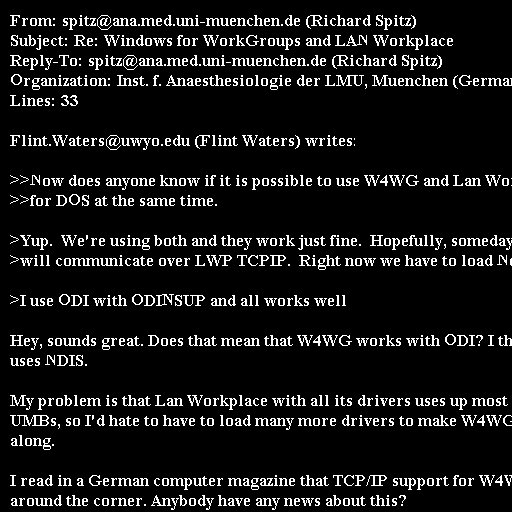 From: spitz@ana.med.uni-muenchen.de (Richard Spitz)
Subject: Re: Windows for WorkGroups and LAN Workplace
Reply-To: spitz@ana.med.uni-muenchen.de (Richard Spitz)
Organization: Inst. f. Anaesthesiologie der LMU, Muenchen (German
Lines: 33

Flint.Waters@uwyo.edu (Flint Waters) writes:

>>Now does anyone know if it is possible to use W4WG and Lan Wor
>>for DOS at the same time.

>Yup.  We're using both and they work just fine.  Hopefully, someday
>will communicate over LWP TCPIP.  Right now we have to load Ne

>I use ODI with ODINSUP and all works well

Hey, sounds great. Does that mean that W4WG works with ODI? I th
uses NDIS.

My problem is that Lan Workplace with all its drivers uses up most
UMBs, so I'd hate to have to load many more drivers to make W4WG
along.

I read in a German computer magazine that TCP/IP support for W4W
around the corner. Anybody have any news about this?